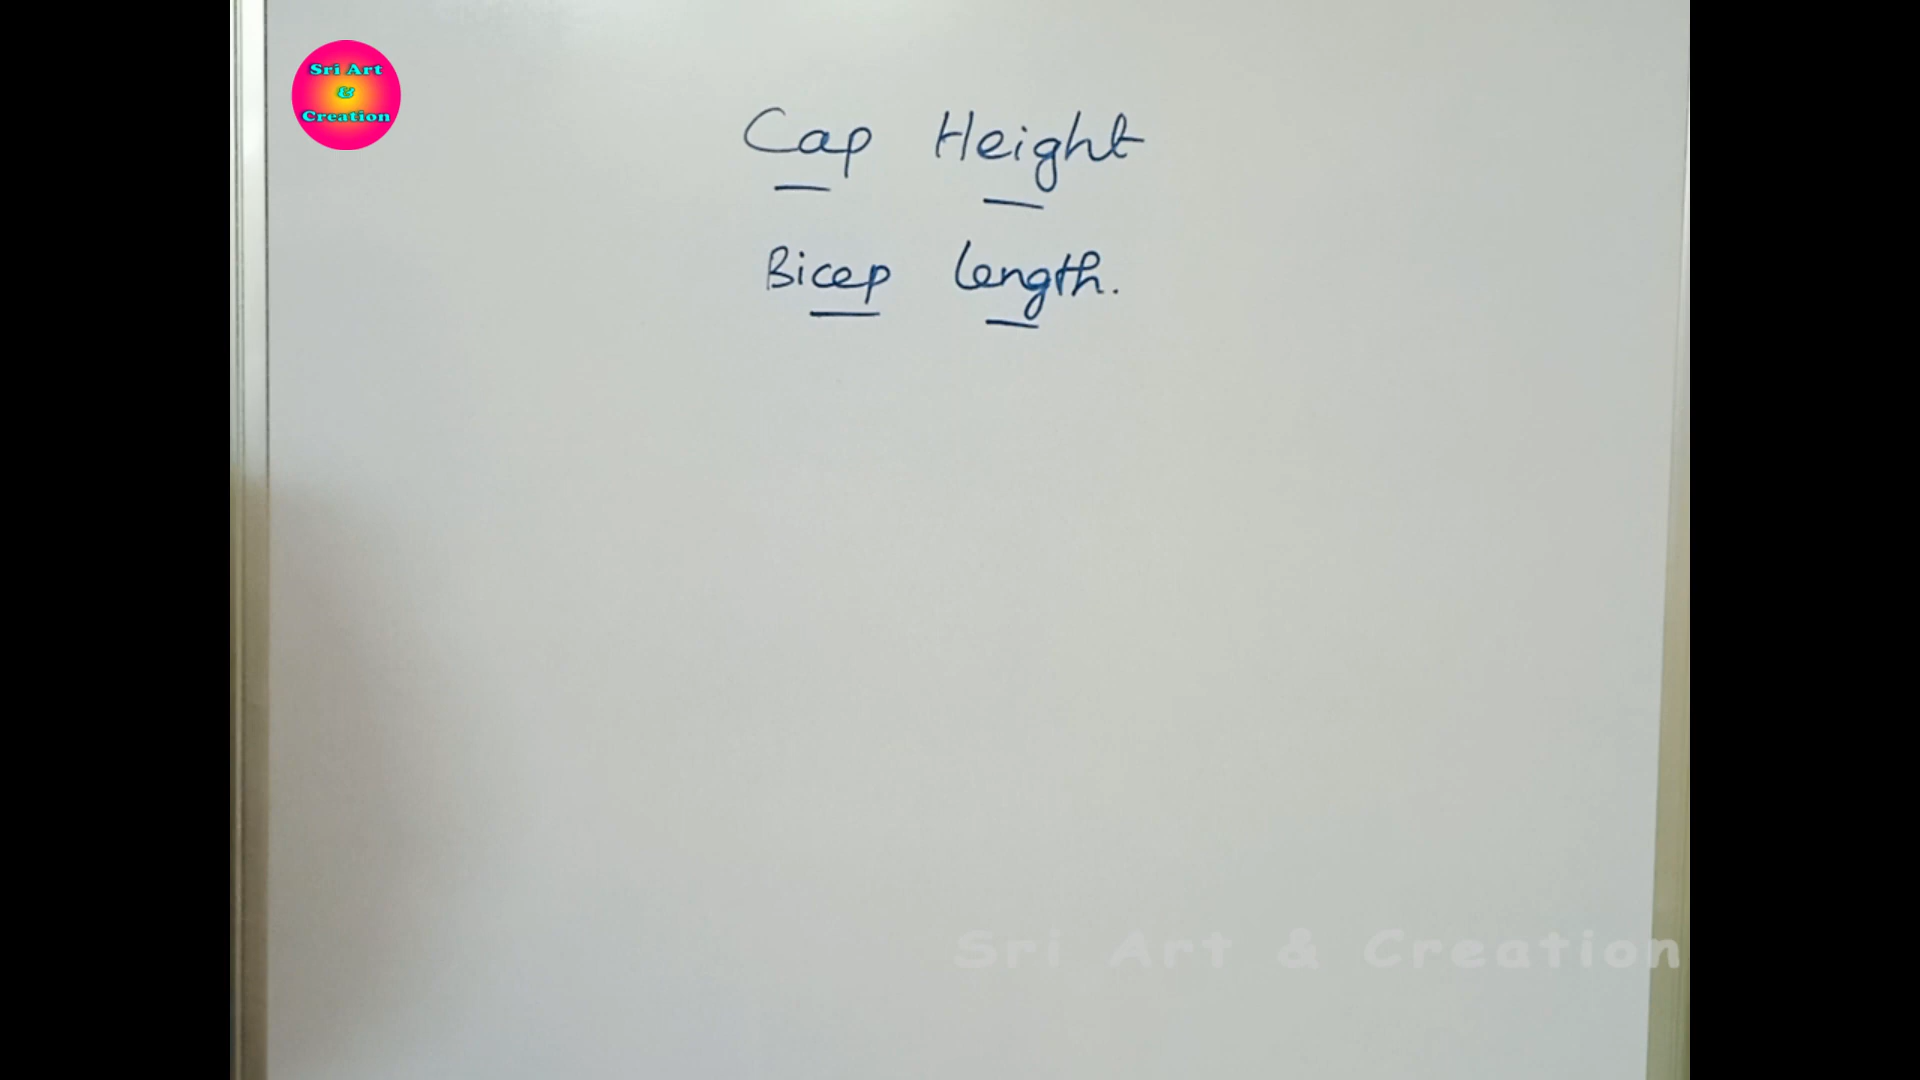 Sri Art
&
Creation
Cap Height
Bicep length.
Sri Art & Creation